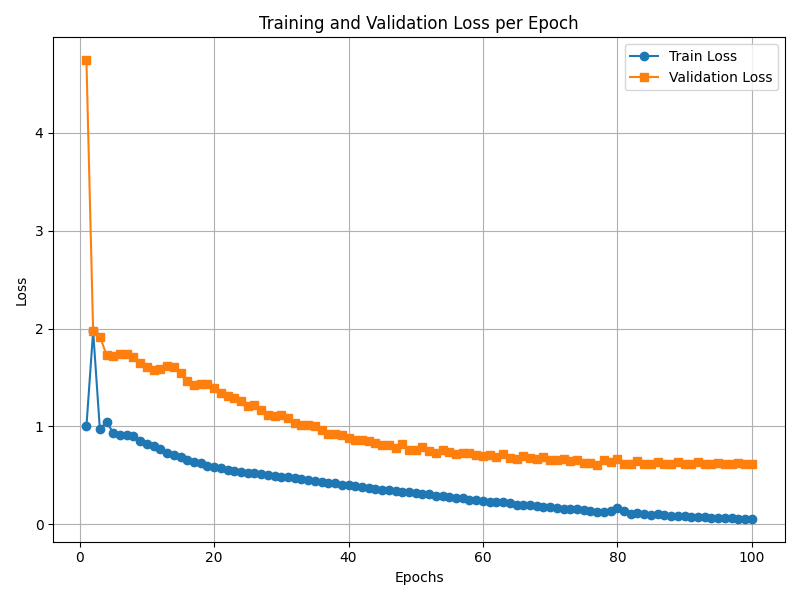 Training and Validation Loss per Epoch
Train Loss
Validation Loss
4
3
2
1
0
Loss
0 20 40 60 80 100
Epochs